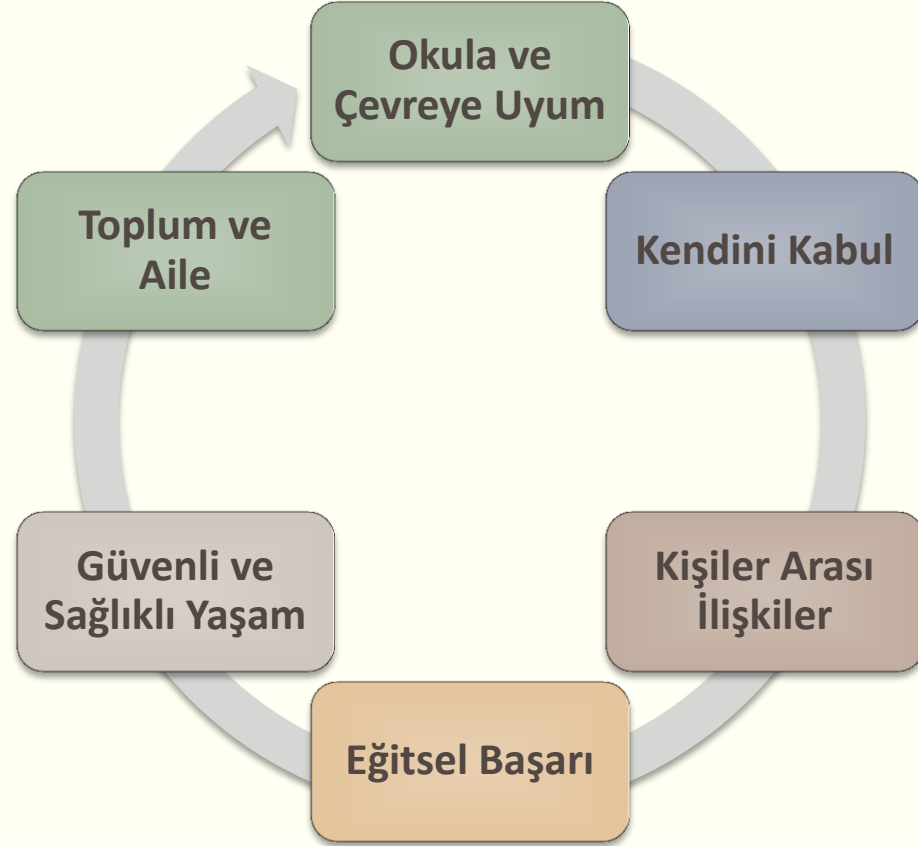 Okula ve
Çevreye Uyum
Kendini Kabul
Kişiler Arası
İlişkiler
Eğitsel Başarı
Güvenli ve
Sağlıklı Yaşam
Toplum ve
Aile